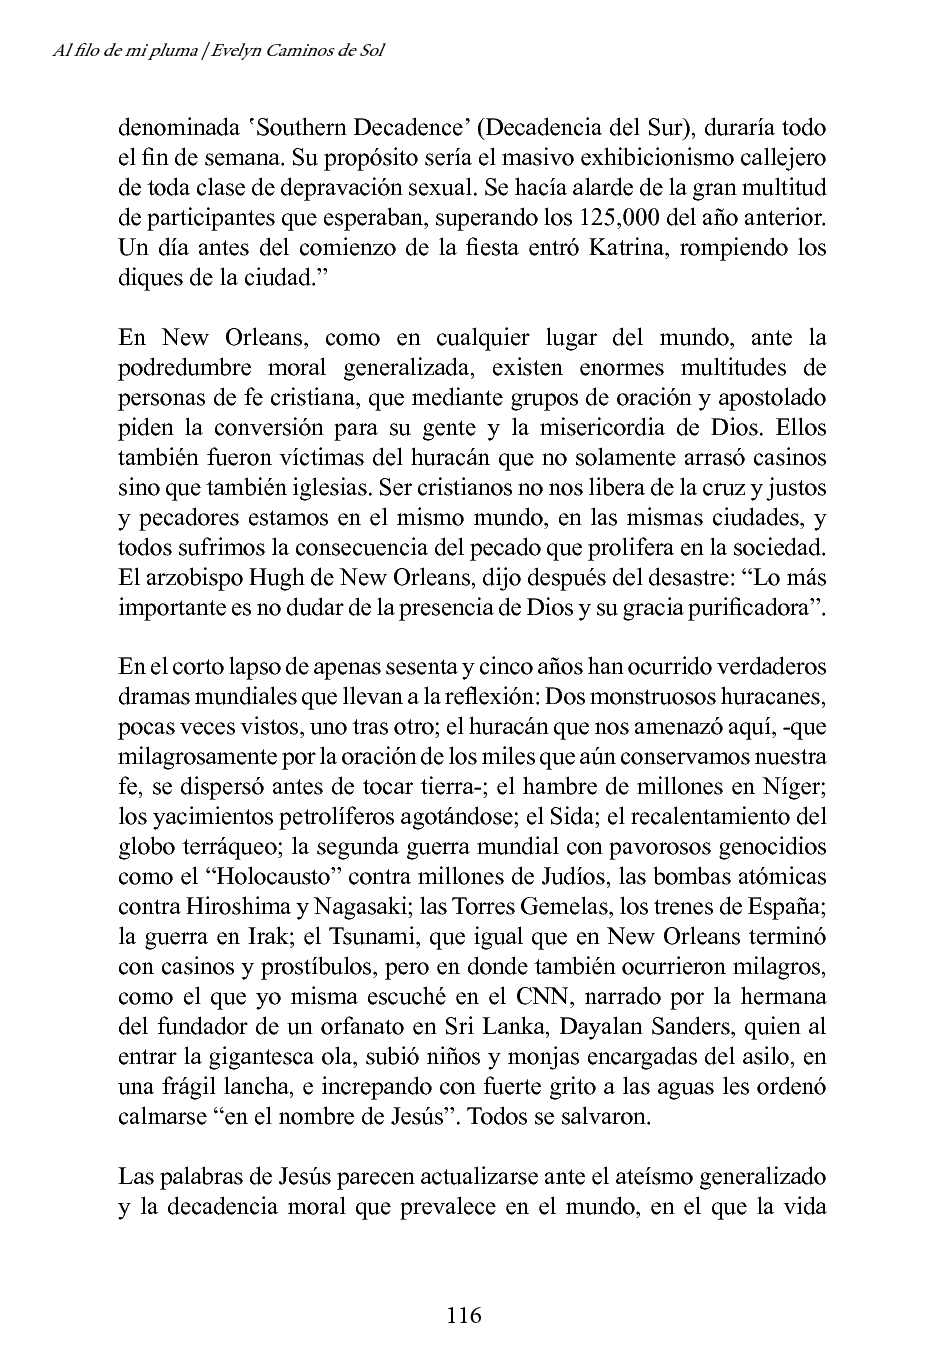 Al filo de mi pluma / Evelyn Caminos de Sol
denominada ‛Southern Decadence’ (Decadencia del Sur), duraría todo
el fin de semana. Su propósito sería el masivo exhibicionismo callejero
de toda clase de depravación sexual. Se hacía alarde de la gran multitud
de participantes que esperaban, superando los 125,000 del año anterior.
Un día antes del comienzo de la fiesta entró Katrina, rompiendo los
diques de la ciudad.”
En New Orleans, como en cualquier lugar del mundo, ante la
podredumbre moral generalizada, existen enormes multitudes de
personas de fe cristiana, que mediante grupos de oración y apostolado
piden la conversión para su gente y la misericordia de Dios. Ellos
también fueron víctimas del huracán que no solamente arrasó casinos
sino que también iglesias. Ser cristianos no nos libera de la cruz y justos
y pecadores estamos en el mismo mundo, en las mismas ciudades, y
todos sufrimos la consecuencia del pecado que prolifera en la sociedad.
El arzobispo Hugh de New Orleans, dijo después del desastre: “Lo más
importante es no dudar de la presencia de Dios y su gracia purificadora”.
En el corto lapso de apenas sesenta y cinco años han ocurrido verdaderos
dramas mundiales que llevan a la reflexión: Dos monstruosos huracanes,
pocas veces vistos, uno tras otro; el huracán que nos amenazó aquí, -que
milagrosamente por la oración de los miles que aún conservamos nuestra
fe, se dispersó antes de tocar tierra-; el hambre de millones en Níger;
los yacimientos petrolíferos agotándose; el Sida; el recalentamiento del
globo terráqueo; la segunda guerra mundial con pavorosos genocidios
como el “Holocausto” contra millones de Judíos, las bombas atómicas
contra Hiroshima y Nagasaki; las Torres Gemelas, los trenes de España;
la guerra en Irak; el Tsunami, que igual que en New Orleans terminó
con casinos y prostíbulos, pero en donde también ocurrieron milagros,
como el que yo misma escuché en el CNN, narrado por la hermana
del fundador de un orfanato en Sri Lanka, Dayalan Sanders, quien al
entrar la gigantesca ola, subió niños y monjas encargadas del asilo, en
una frágil lancha, e increpando con fuerte grito a las aguas les ordenó
calmarse “en el nombre de Jesús”. Todos se salvaron.
Las palabras de Jesús parecen actualizarse ante el ateísmo generalizado
y la decadencia moral que prevalece en el mundo, en el que la vida
116